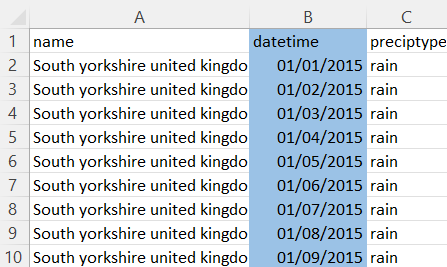 A B C
1 name datetime preciptype
2 South yorkshire united kingdo 01/01/2015 rain
3 South yorkshire united kingdo 01/02/2015 rain
4 South yorkshire united kingdo 01/03/2015 rain
5 South yorkshire united kingdo 01/04/2015 rain
6 South yorkshire united kingdo 01/05/2015 rain
7 South yorkshire united kingdo 01/06/2015 rain
8 South yorkshire united kingdo 01/07/2015 rain
9 South yorkshire united kingdo 01/08/2015 rain
10 South yorkshire united kingdo 01/09/2015 rain